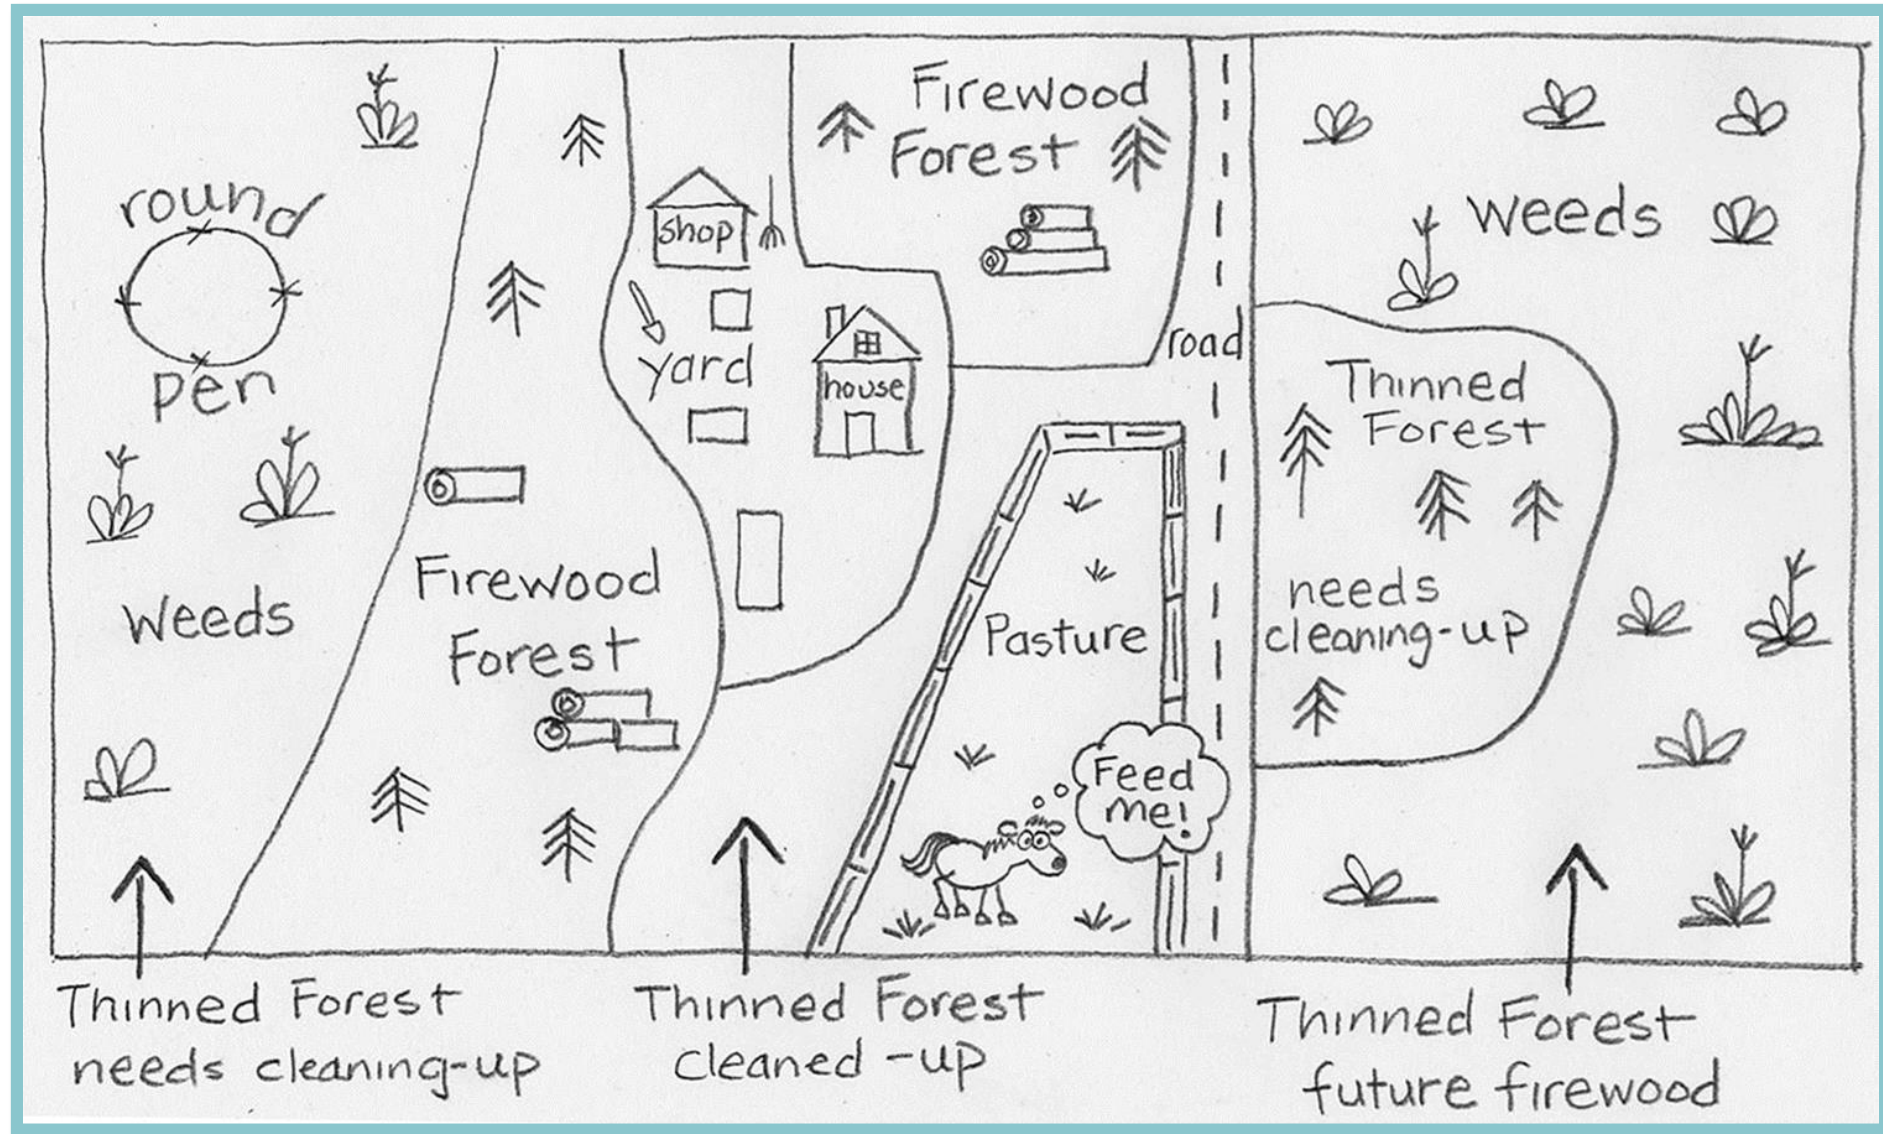 round
pen
weeds
Firewood
Forest
shop
yard
house
Firewood
Forest
road
Pasture
Feed
me!
weeds
Thinned
Forest
needs
cleaning-up
Thinned Forest
needs cleaning-up
Thinned Forest
cleaned-up
Thinned Forest
future firewood